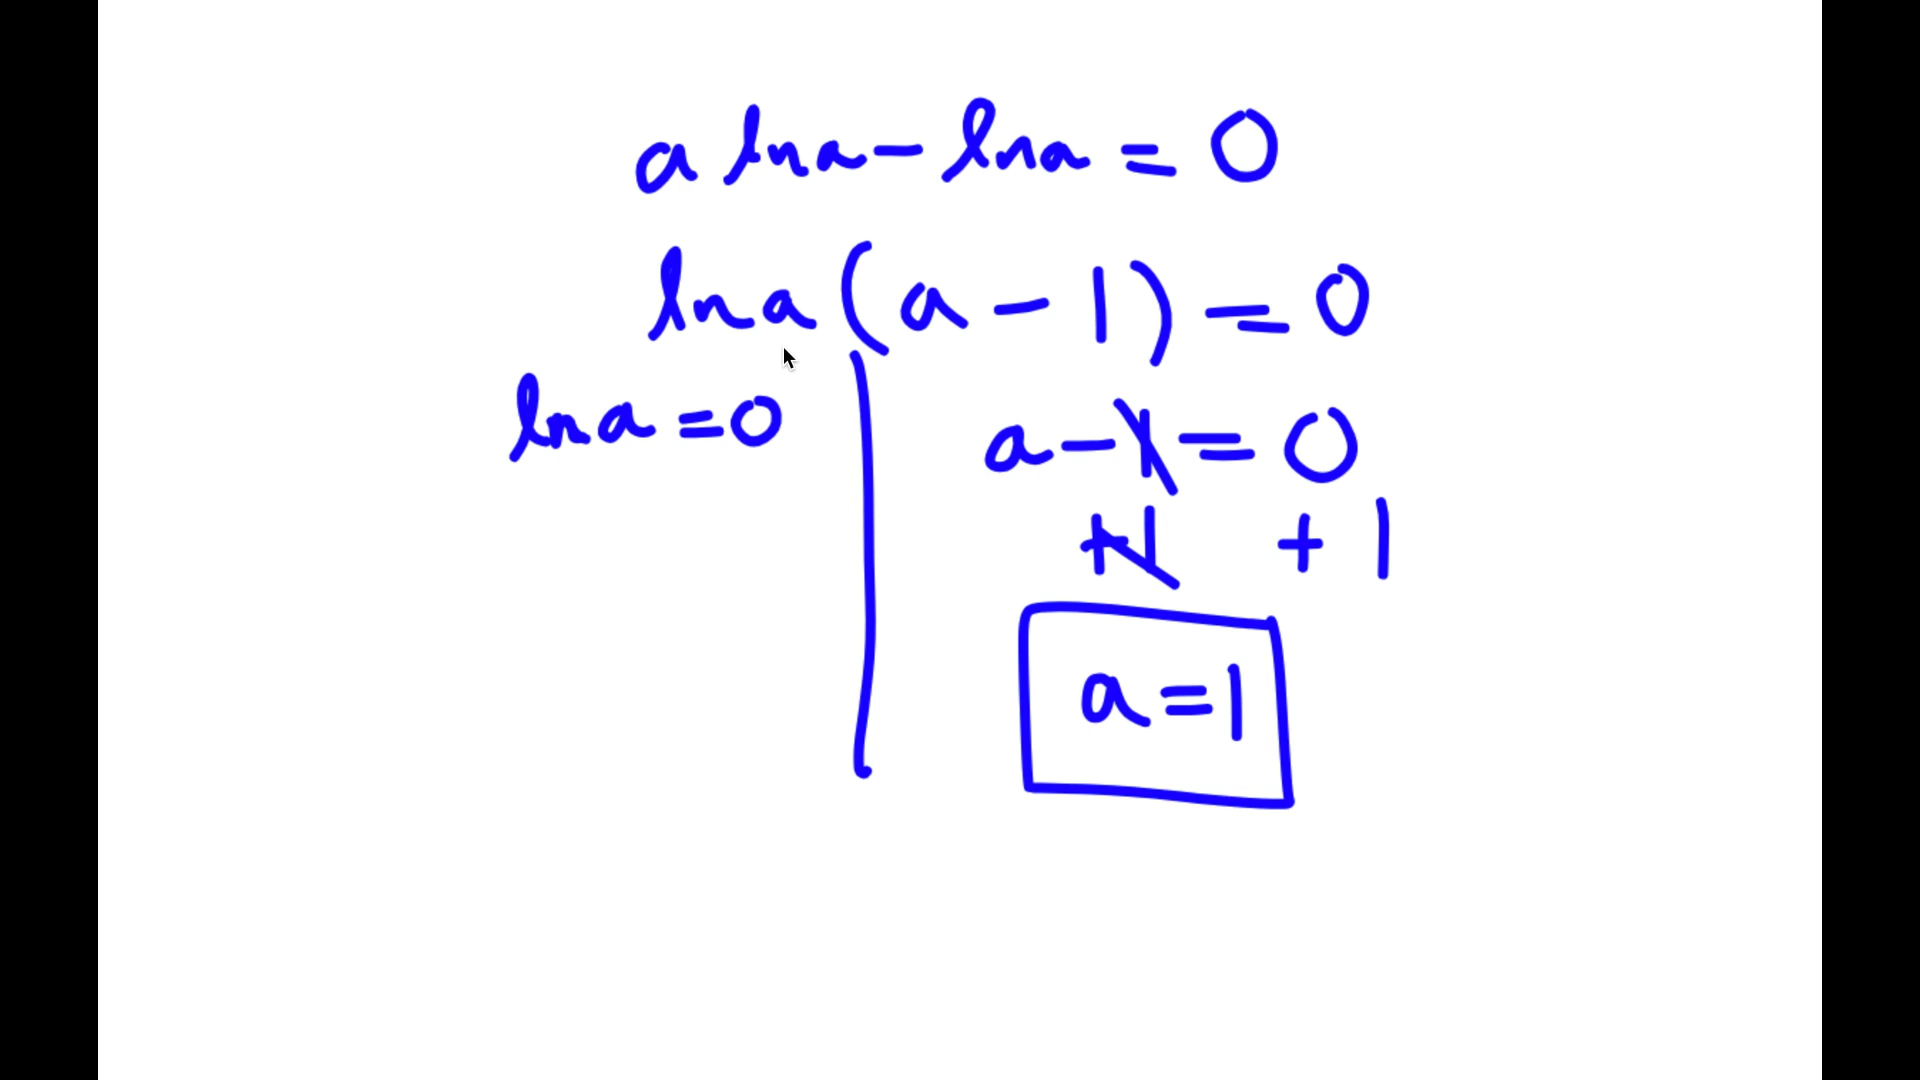 a ln a - ln a = 0
ln a (a - 1) = 0
ln a = 0
a - 1 = 0
+1 +1
a = 1